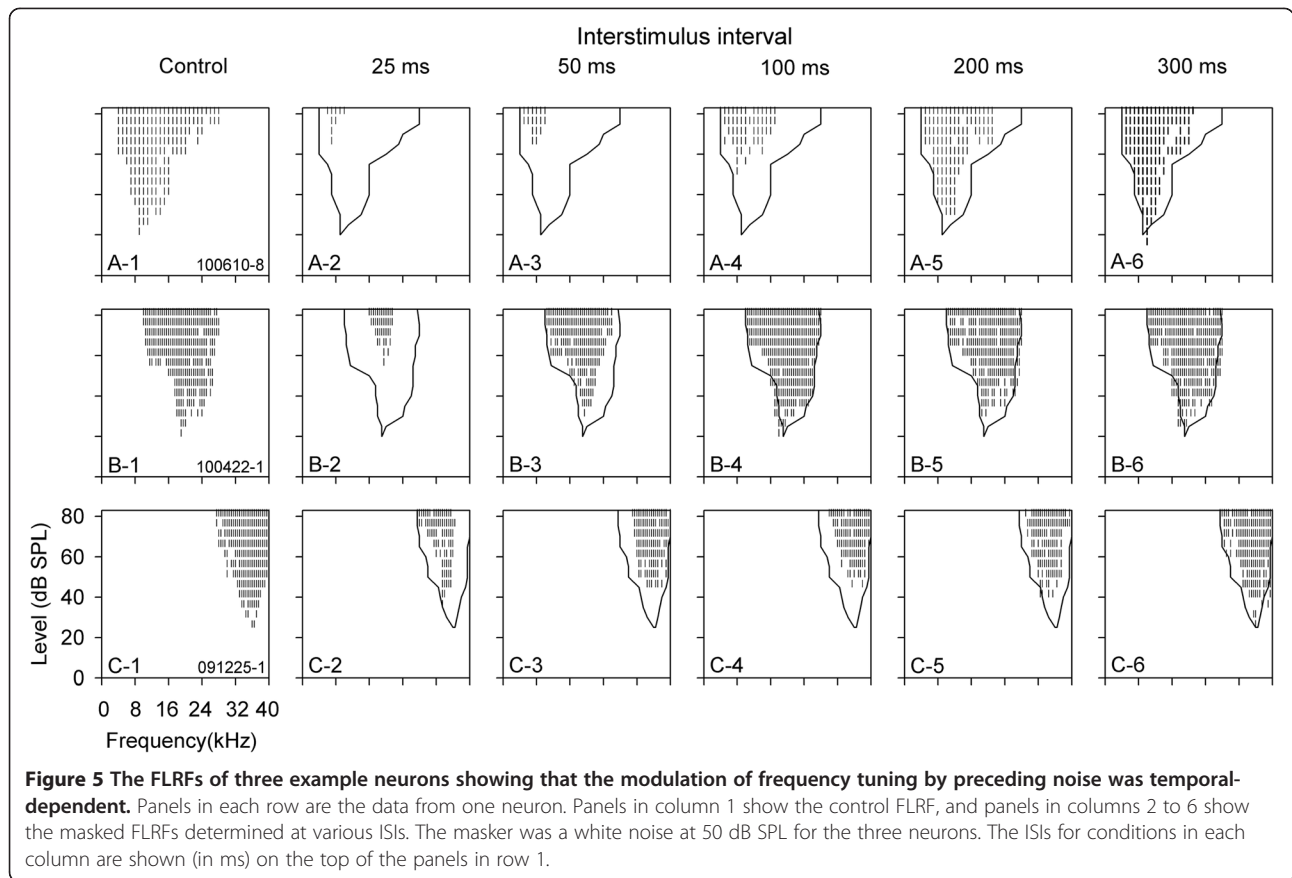 Interstimulus interval
Control 25 ms 50 ms 100 ms 200 ms 300 ms
A-1 100610-8 A-2 A-3 A-4 A-5 A-6
B-1 100422-1 B-2 B-3 B-4 B-5 B-6
Level (dB SPL)
80
60
40
20
0
C-1 091225-1 C-2 C-3 C-4 C-5 C-6
0 8 16 24 32 40
Frequency(kHz)
Figure 5 The FLRFs of three example neurons showing that the modulation of frequency tuning by preceding noise was temporal-
dependent. Panels in each row are the data from one neuron. Panels in column 1 show the control FLRF, and panels in columns 2 to 6 show
the masked FLRFs determined at various ISIs. The masker was a white noise at 50 dB SPL for the three neurons. The ISIs for conditions in each
column are shown (in ms) on the top of the panels in row 1.